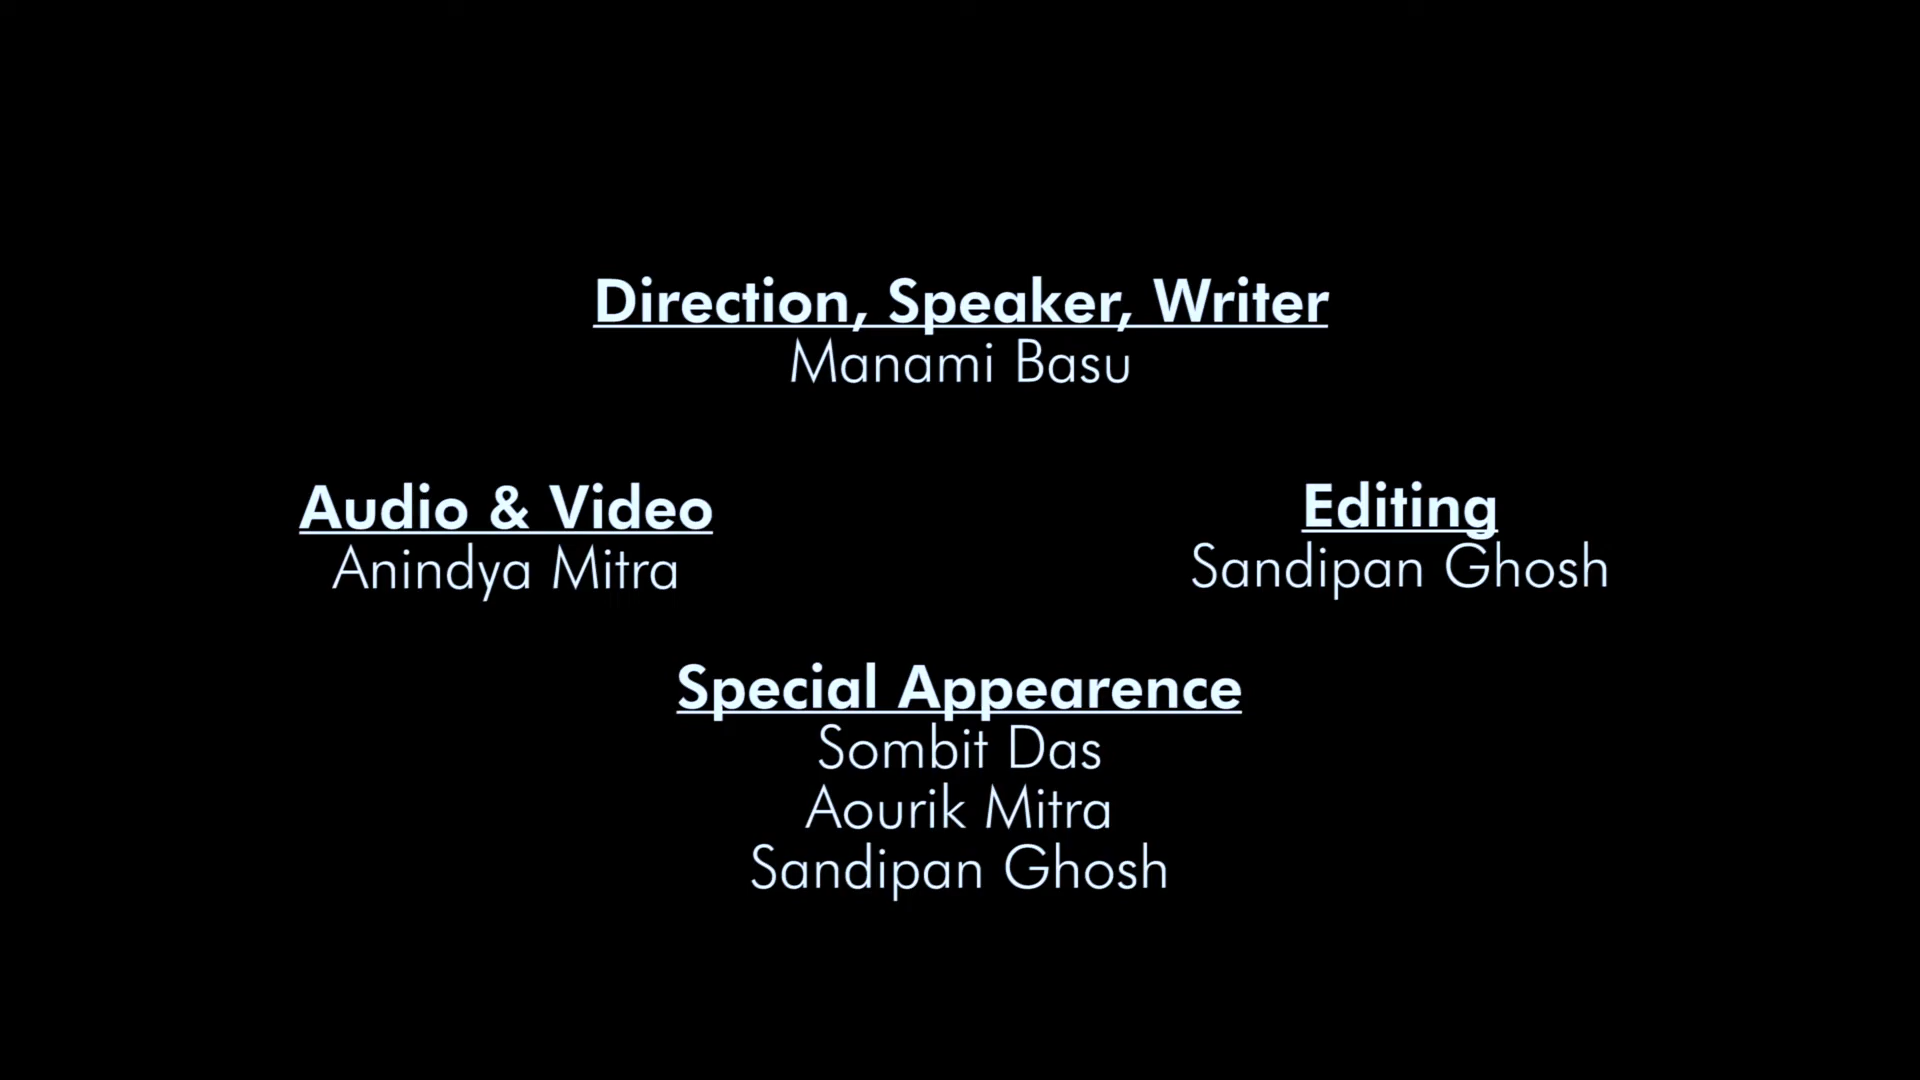 Direction, Speaker, Writer
Manami Basu
Audio & Video
Anindya Mitra
Editing
Sandipan Ghosh
Special Appearence
Sombit Das
Aourik Mitra
Sandipan Ghosh